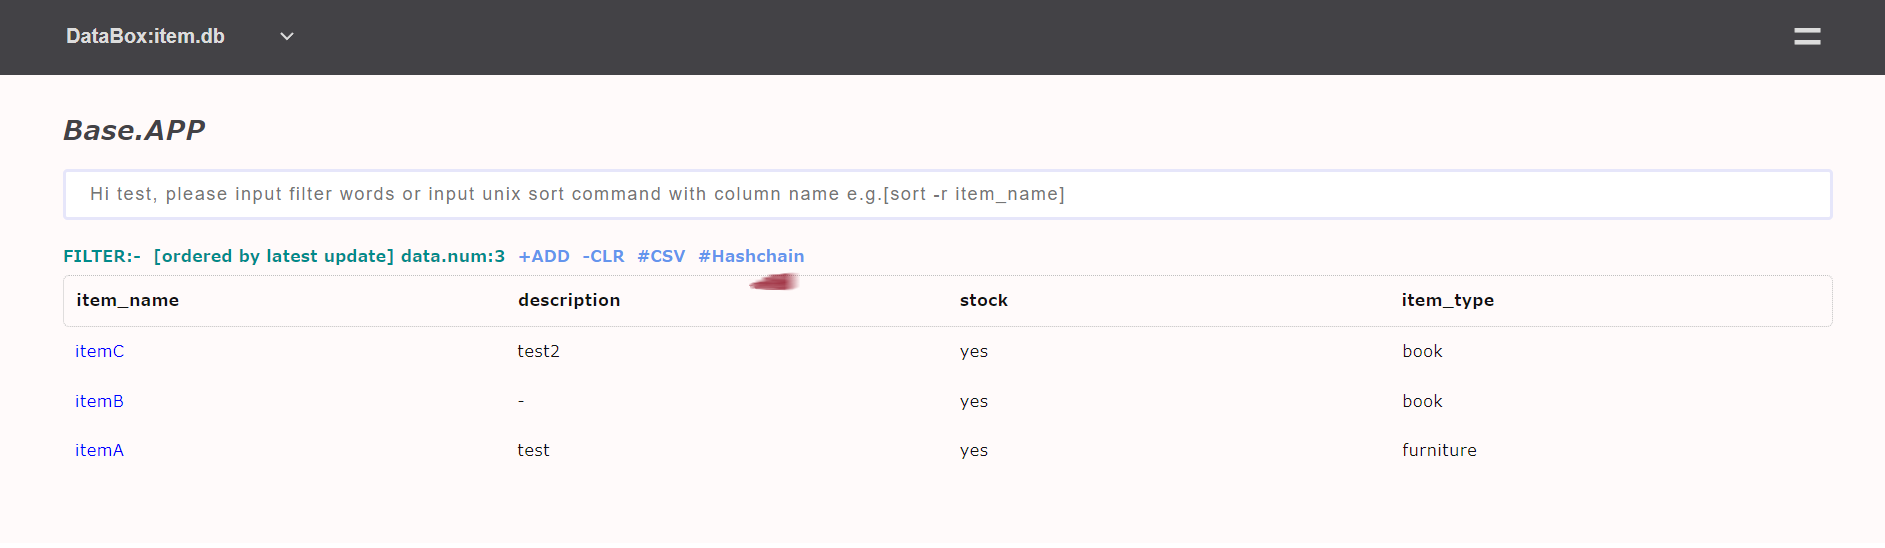 DataBox:item.db
Base.APP
Hi test, please input filter words or input unix sort command with column name e.g.[sort -r item_name]
FILTER:- [ordered by latest update] data.num:3 +ADD -CLR #CSV #Hashchain
item_name description stock item_type
itemC test2 yes book
itemB - yes book
itemA test yes furniture